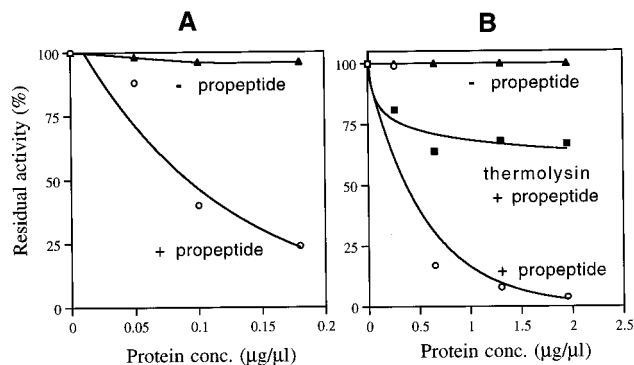 A
B
Residual activity (%)
100
75
50
25
0
- propeptide
+ propeptide
0
0.05
0.1
0.15
0.2
Protein conc. (μg/μl)
100
75
50
25
0
- propeptide
thermolysin
+ propeptide
+ propeptide
0
0.5
1
1.5
2
2.5
Protein conc. (μg/μl)